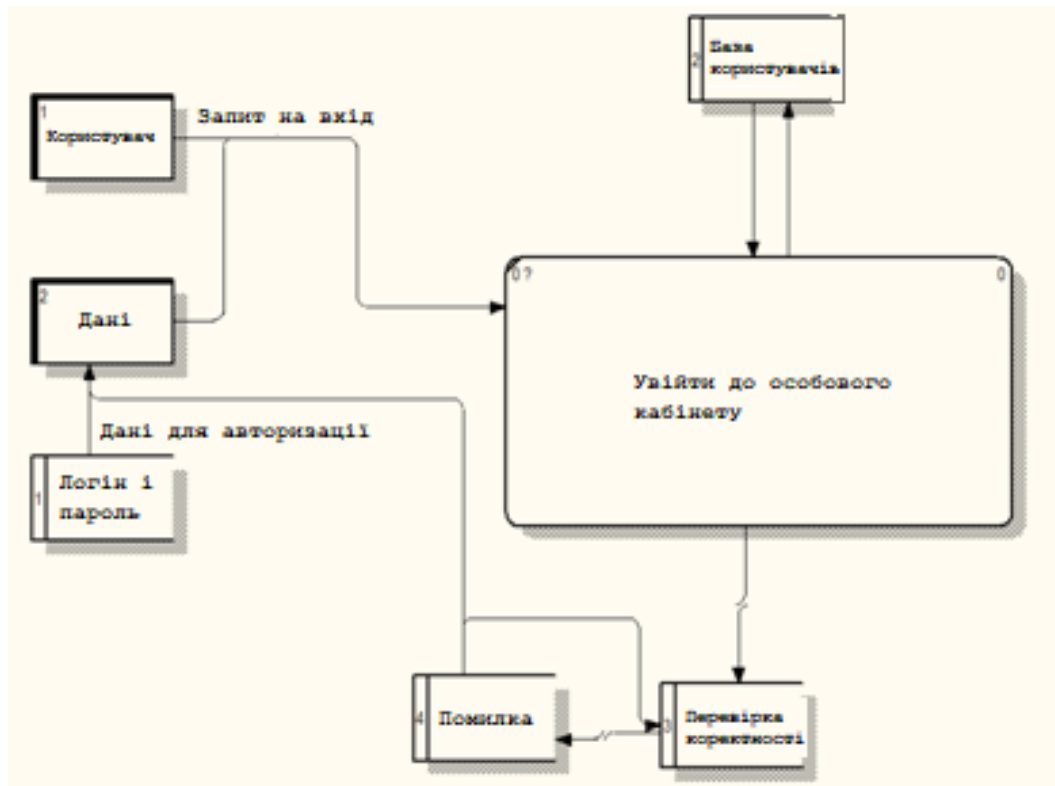 2
База
користувачів
1
Користувач
Запит на вхід
0?
0
2
Дані
Увійти до особового
кабінету
Дані для авторизації
1
Логін і
пароль
4
Помилка
3
Перевірка
коректності